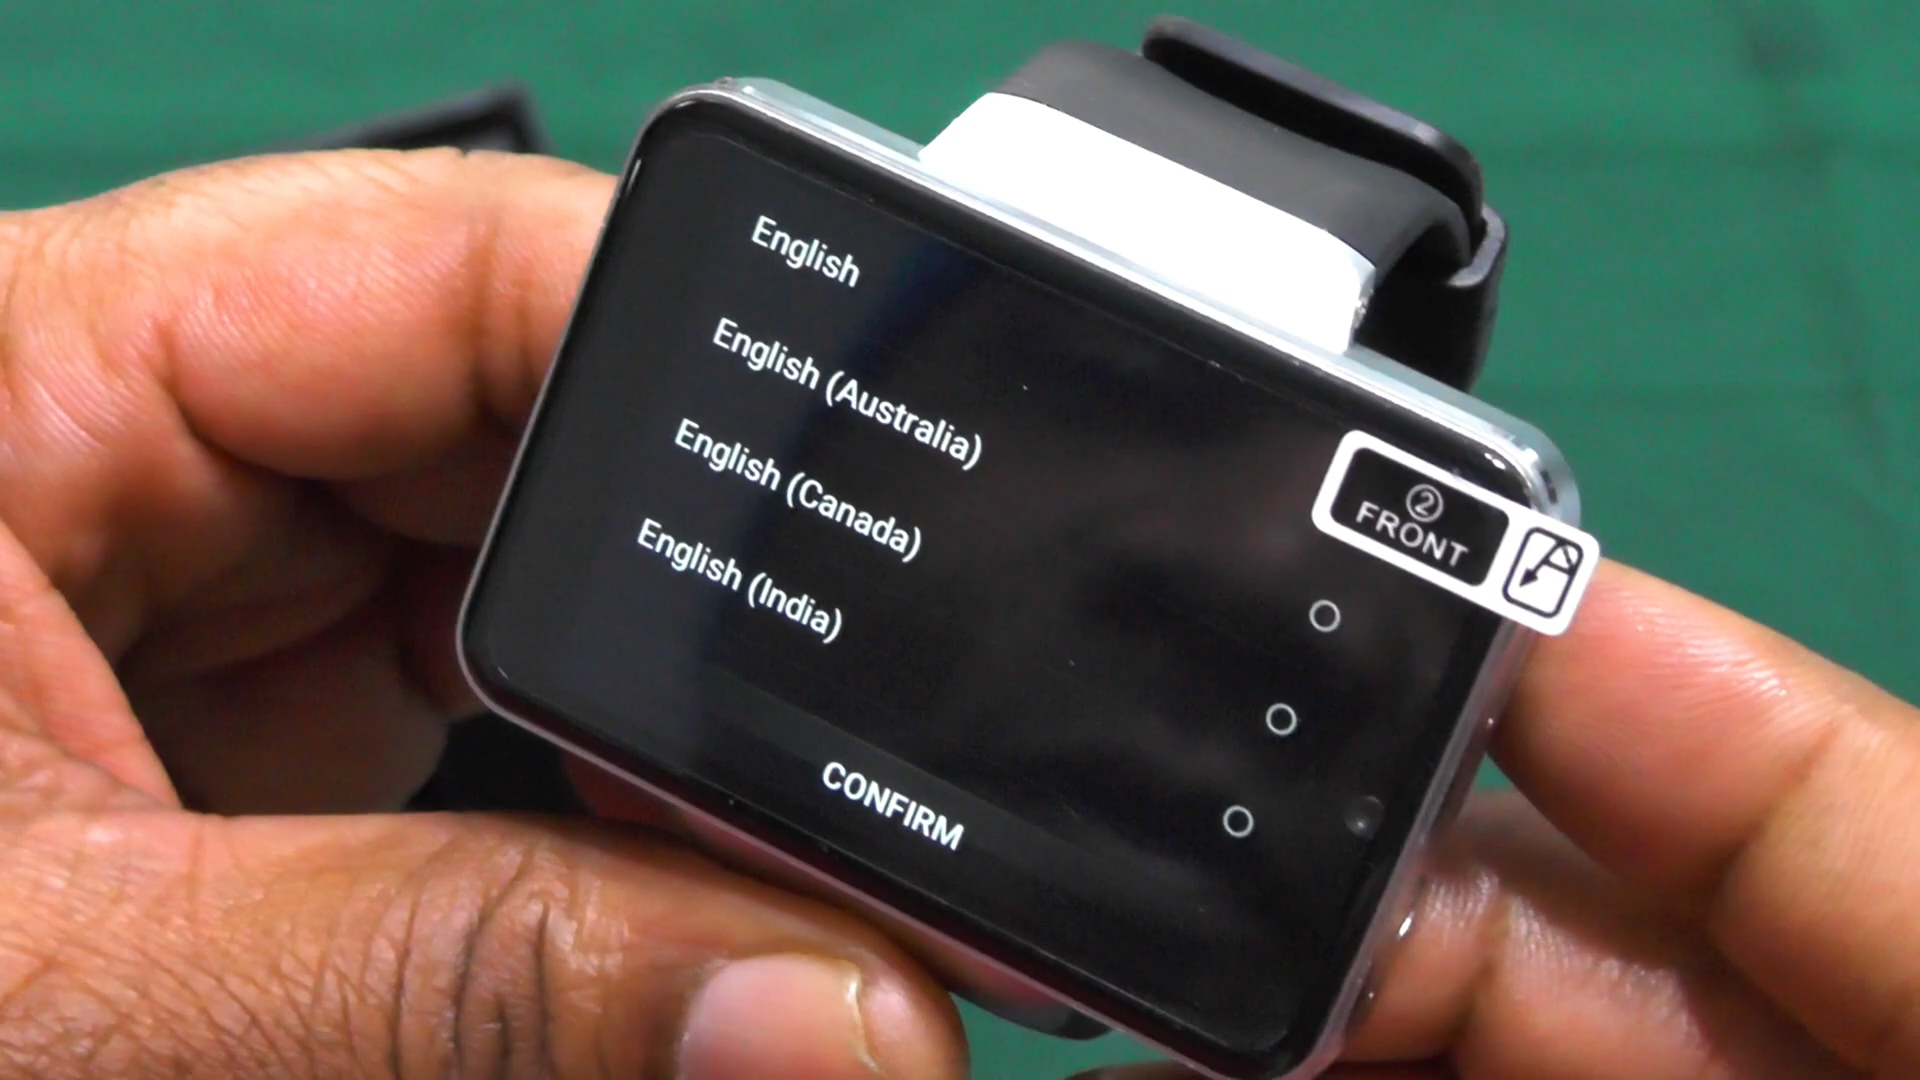 English
English (Australia)
English (Canada)
English (India)
CONFIRM
②
FRONT